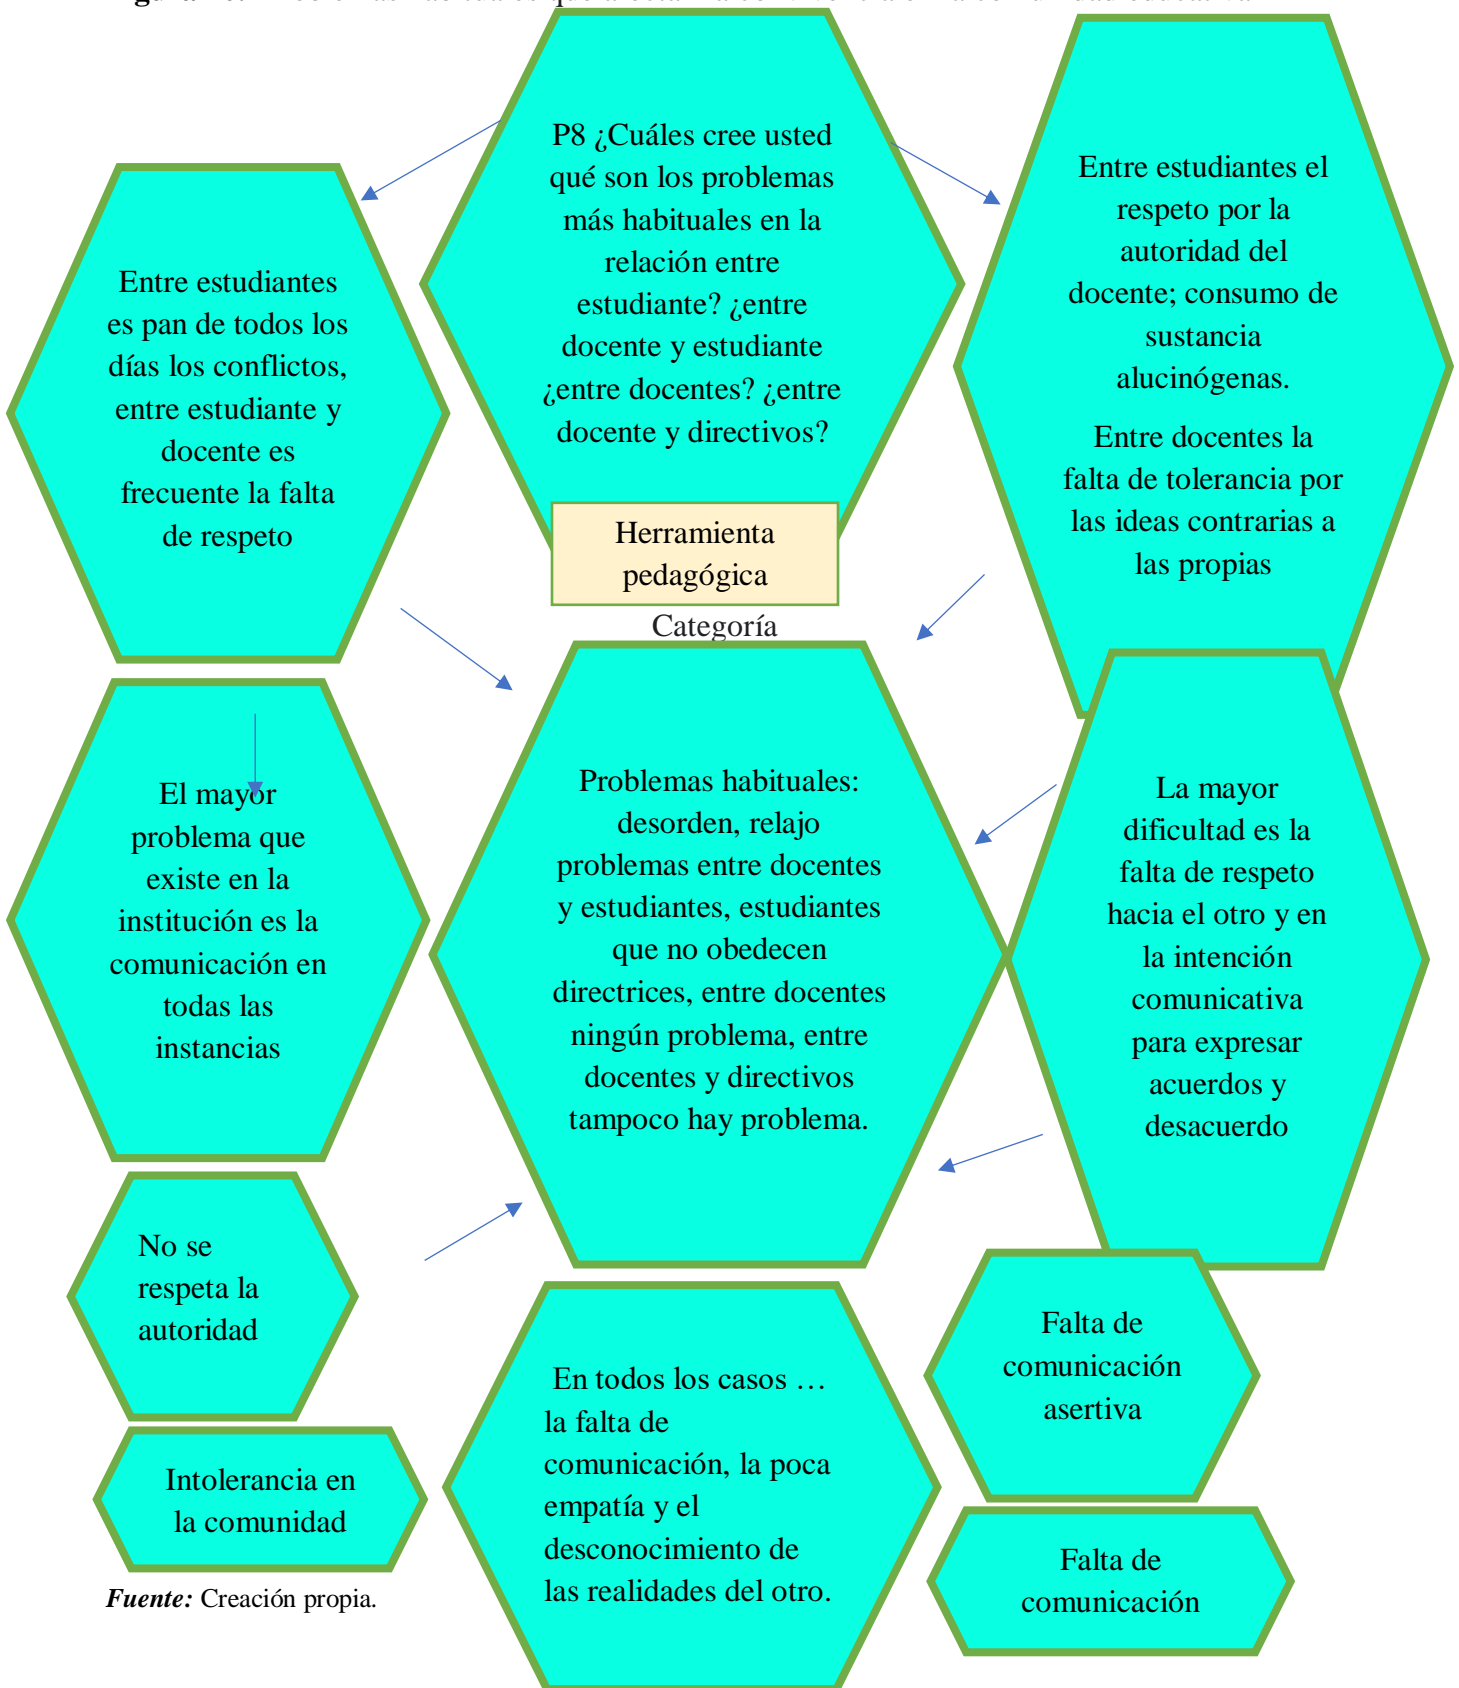 P8 ¿Cuáles cree usted
qué son los problemas
más habituales en la
relación entre
estudiante? ¿entre
docente y estudiante
¿entre docentes? ¿entre
docente y directivos?
Entre estudiantes
es pan de todos los
días los conflictos,
entre estudiante y
docente es
frecuente la falta
de respeto
Entre estudiantes el
respeto por la
autoridad del
docente; consumo de
sustancia
alucinógenas.
Entre docentes la
falta de tolerancia por
las ideas contrarias a
las propias
Herramienta
pedagógica
Categoría
El mayor
problema que
existe en la
institución es la
comunicación en
todas las
instancias
Problemas habituales:
desorden, relajo
problemas entre docentes
y estudiantes, estudiantes
que no obedecen
directrices, entre docentes
ningún problema, entre
docentes y directivos
tampoco hay problema.
La mayor
dificultad es la
falta de respeto
hacia el otro y en
la intención
comunicativa
para expresar
acuerdos y
desacuerdo
No se
respeta la
autoridad
Falta de
comunicación
asertiva
En todos los casos …
la falta de
comunicación, la poca
empatía y el
desconocimiento de
las realidades del otro.
Intolerancia en
la comunidad
Falta de
comunicación
Fuente: Creación propia.